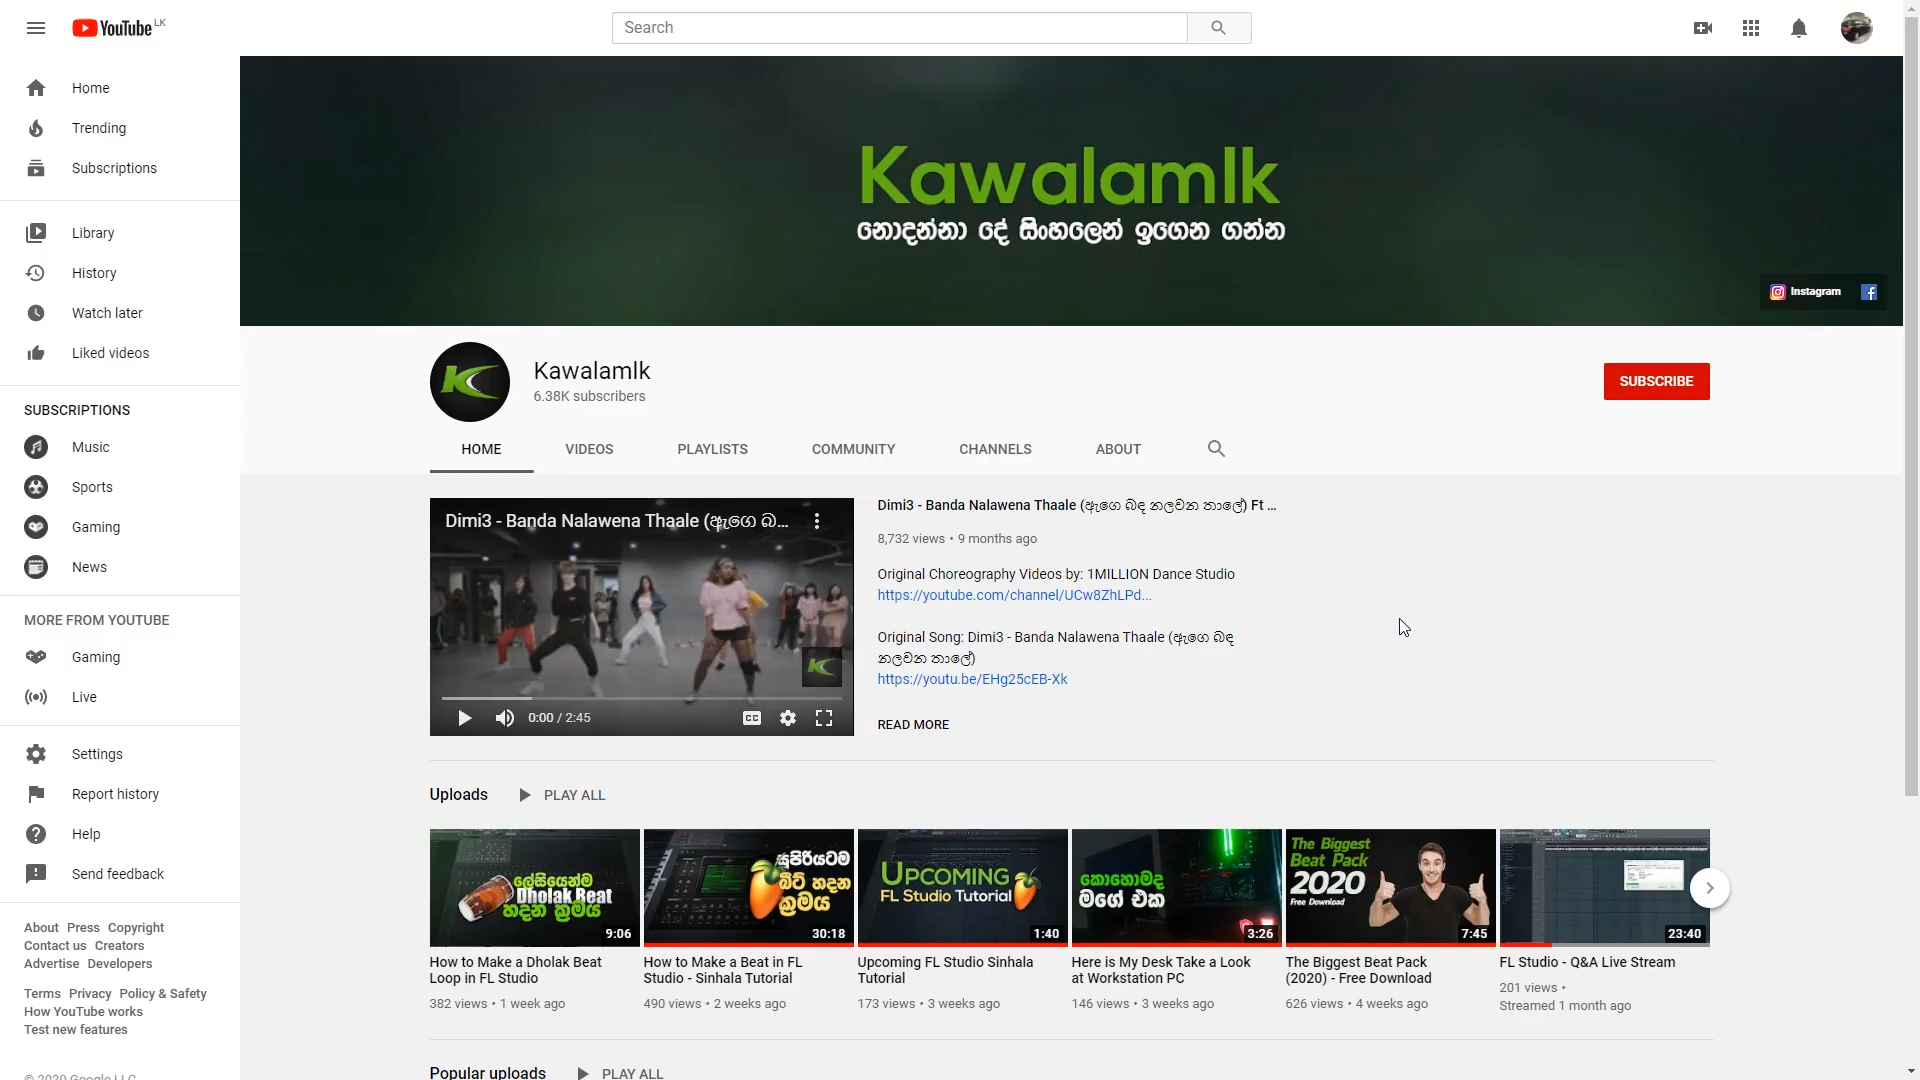 YouTube LK
Search
Home
Trending
Subscriptions
Library
History
Watch later
Liked videos
SUBSCRIPTIONS
Music
Sports
Gaming
News
MORE FROM YOUTUBE
Gaming
Live
Settings
Report history
Help
Send feedback
About Press Copyright
Contact us Creators
Advertise Developers
Terms Privacy Policy & Safety
How YouTube works
Test new features
© 2020 Google LLC
Kawalamlk
නොදන්නා දේ සිංහලෙන් ඉගෙන ගන්න
Instagram
Kawalamlk
6.38K subscribers
SUBSCRIBE
HOME VIDEOS PLAYLISTS COMMUNITY CHANNELS ABOUT
Dimi3 - Banda Nalawena Thaale (ඇගෙ බ...
0:00 / 2:45
Dimi3 - Banda Nalawena Thaale (ඇගෙ බඳ නලවන තාලේ) Ft ...
8,732 views • 9 months ago
Original Choreography Videos by: 1MILLION Dance Studio
https://youtube.com/channel/UCw8ZhLPd...
Original Song: Dimi3 - Banda Nalawena Thaale (ඇගෙ බඳ
නලවන තාලේ)
https://youtu.be/EHg25cEB-Xk
READ MORE
Uploads PLAY ALL
ලේසියෙන්ම
Dholak Beat
හදන ක්‍රමය
9:06
How to Make a Dholak Beat
Loop in FL Studio
382 views • 1 week ago
සුපිරියටම
බීට් හදන
ක්‍රමය
30:18
How to Make a Beat in FL
Studio - Sinhala Tutorial
490 views • 2 weeks ago
UPCOMING
FL Studio Tutorial
1:40
Upcoming FL Studio Sinhala
Tutorial
173 views • 3 weeks ago
කොහොමද
මගේ එක
3:26
Here is My Desk Take a Look
at Workstation PC
146 views • 3 weeks ago
The Biggest
Beat Pack
2020
Free Download
7:45
The Biggest Beat Pack
(2020) - Free Download
626 views • 4 weeks ago
23:40
FL Studio - Q&A Live Stream
201 views •
Streamed 1 month ago
Popular uploads PLAY ALL